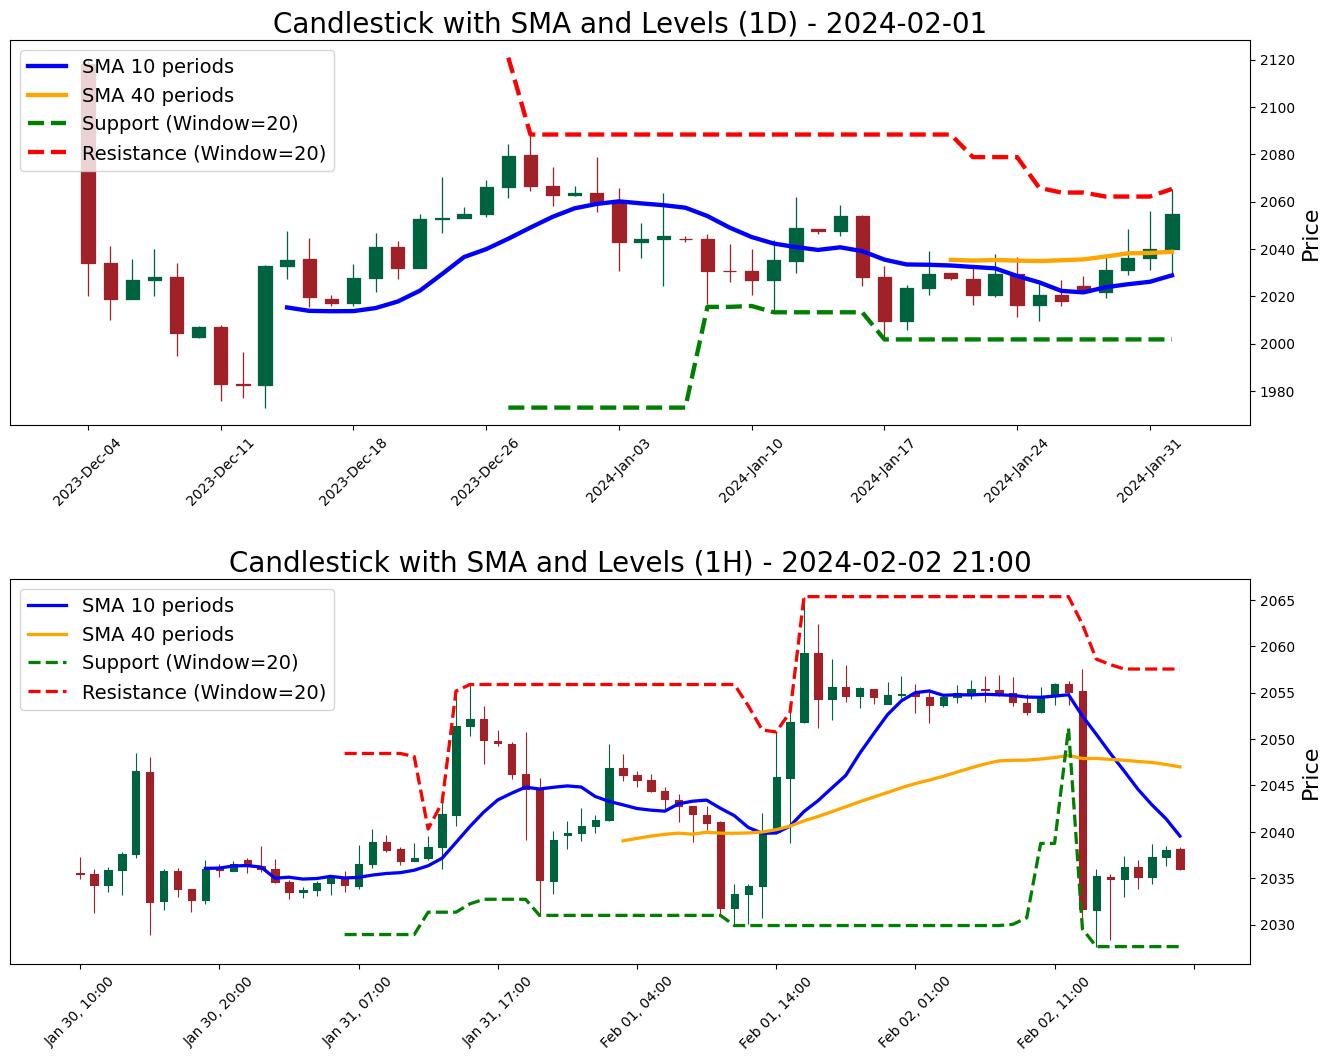 Candlestick with SMA and Levels (1D) - 2024-02-01
SMA 10 periods
SMA 40 periods
Support (Window=20)
Resistance (Window=20)
2120
2100
2080
2060
2040
2020
2000
1980
Price
2023-Dec-04
2023-Dec-11
2023-Dec-18
2023-Dec-26
2024-Jan-03
2024-Jan-10
2024-Jan-17
2024-Jan-24
2024-Jan-31
Candlestick with SMA and Levels (1H) - 2024-02-02 21:00
SMA 10 periods
SMA 40 periods
Support (Window=20)
Resistance (Window=20)
2065
2060
2055
2050
2045
2040
2035
2030
Price
Jan 30, 10:00
Jan 30, 20:00
Jan 31, 07:00
Jan 31, 17:00
Feb 01, 04:00
Feb 01, 14:00
Feb 02, 01:00
Feb 02, 11:00